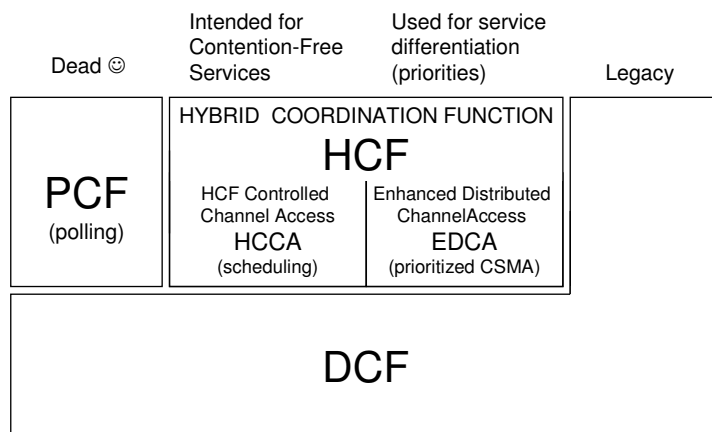 Dead ☺
Intended for
Contention-Free
Services
Used for service
differentiation
(priorities)
Legacy
PCF
(polling)
HYBRID COORDINATION FUNCTION
HCF
HCF Controlled
Channel Access
HCCA
(scheduling)
Enhanced Distributed
ChannelAccess
EDCA
(prioritized CSMA)
DCF